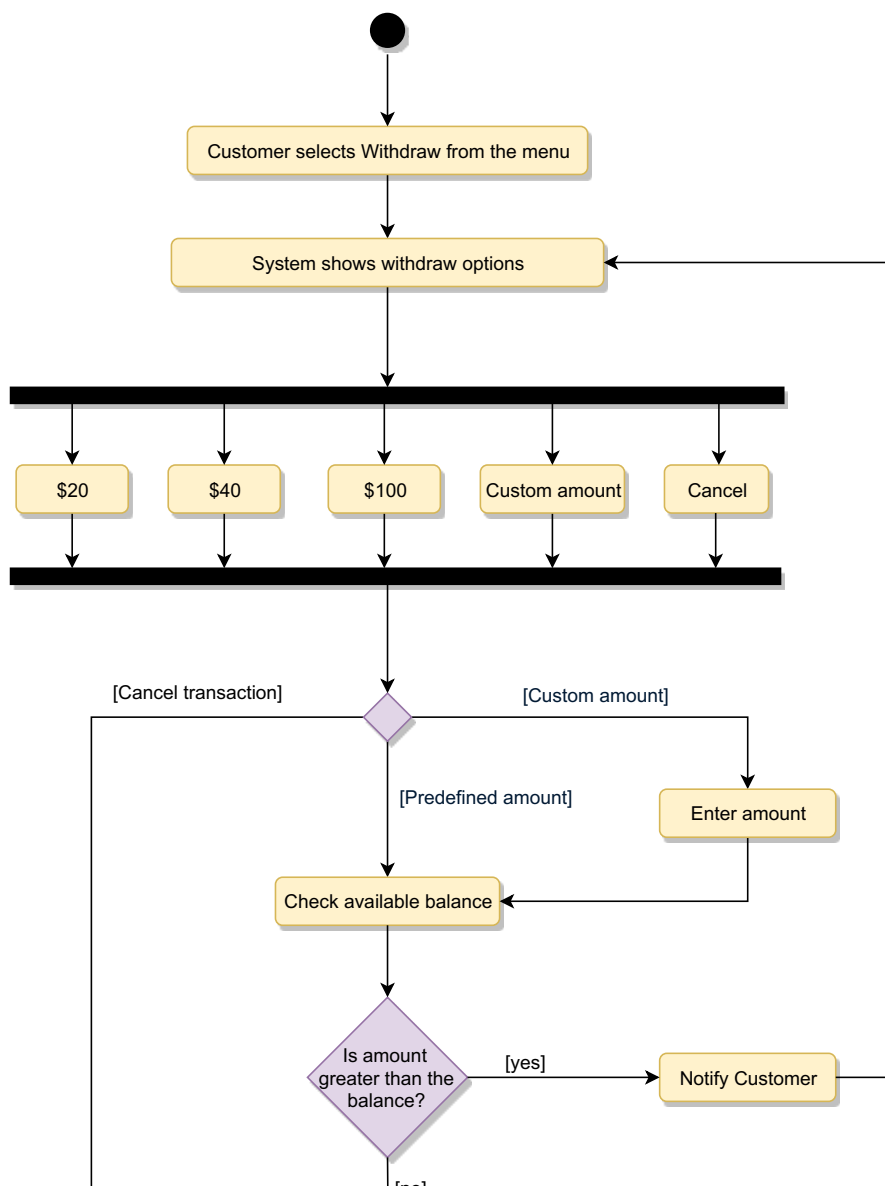 Customer selects Withdraw from the menu
System shows withdraw options
$20
$40
$100
Custom amount
Cancel
[Cancel transaction]
[Custom amount]
[Predefined amount]
Enter amount
Check available balance
Is amount
greater than the
balance?
[yes]
Notify Customer